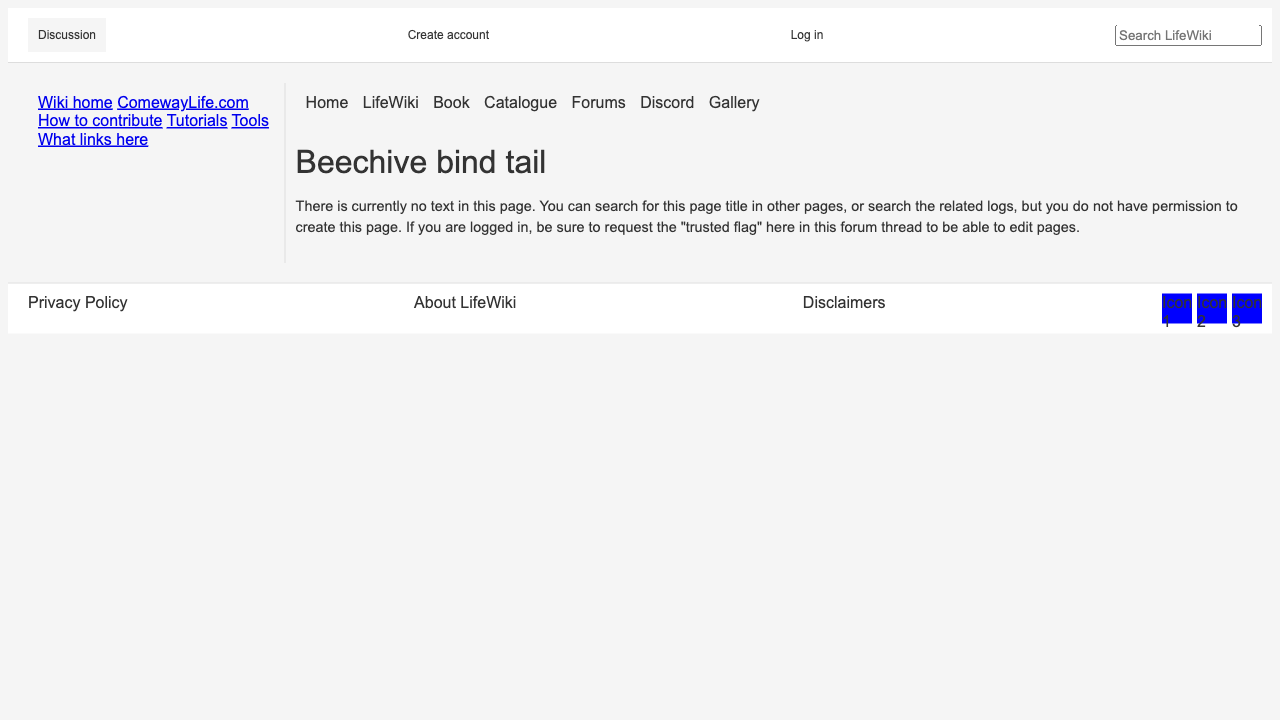 Discussion Create account Log in Search LifeWiki
Wiki home ComewayLife.com
How to contribute Tutorials Tools
What links here
Home LifeWiki Book Catalogue Forums Discord Gallery
Beechive bind tail
There is currently no text in this page. You can search for this page title in other pages, or search the related logs, but you do not have permission to
create this page. If you are logged in, be sure to request the "trusted flag" here in this forum thread to be able to edit pages.
Privacy Policy About LifeWiki Disclaimers Icon Icon Icon
1 2 3